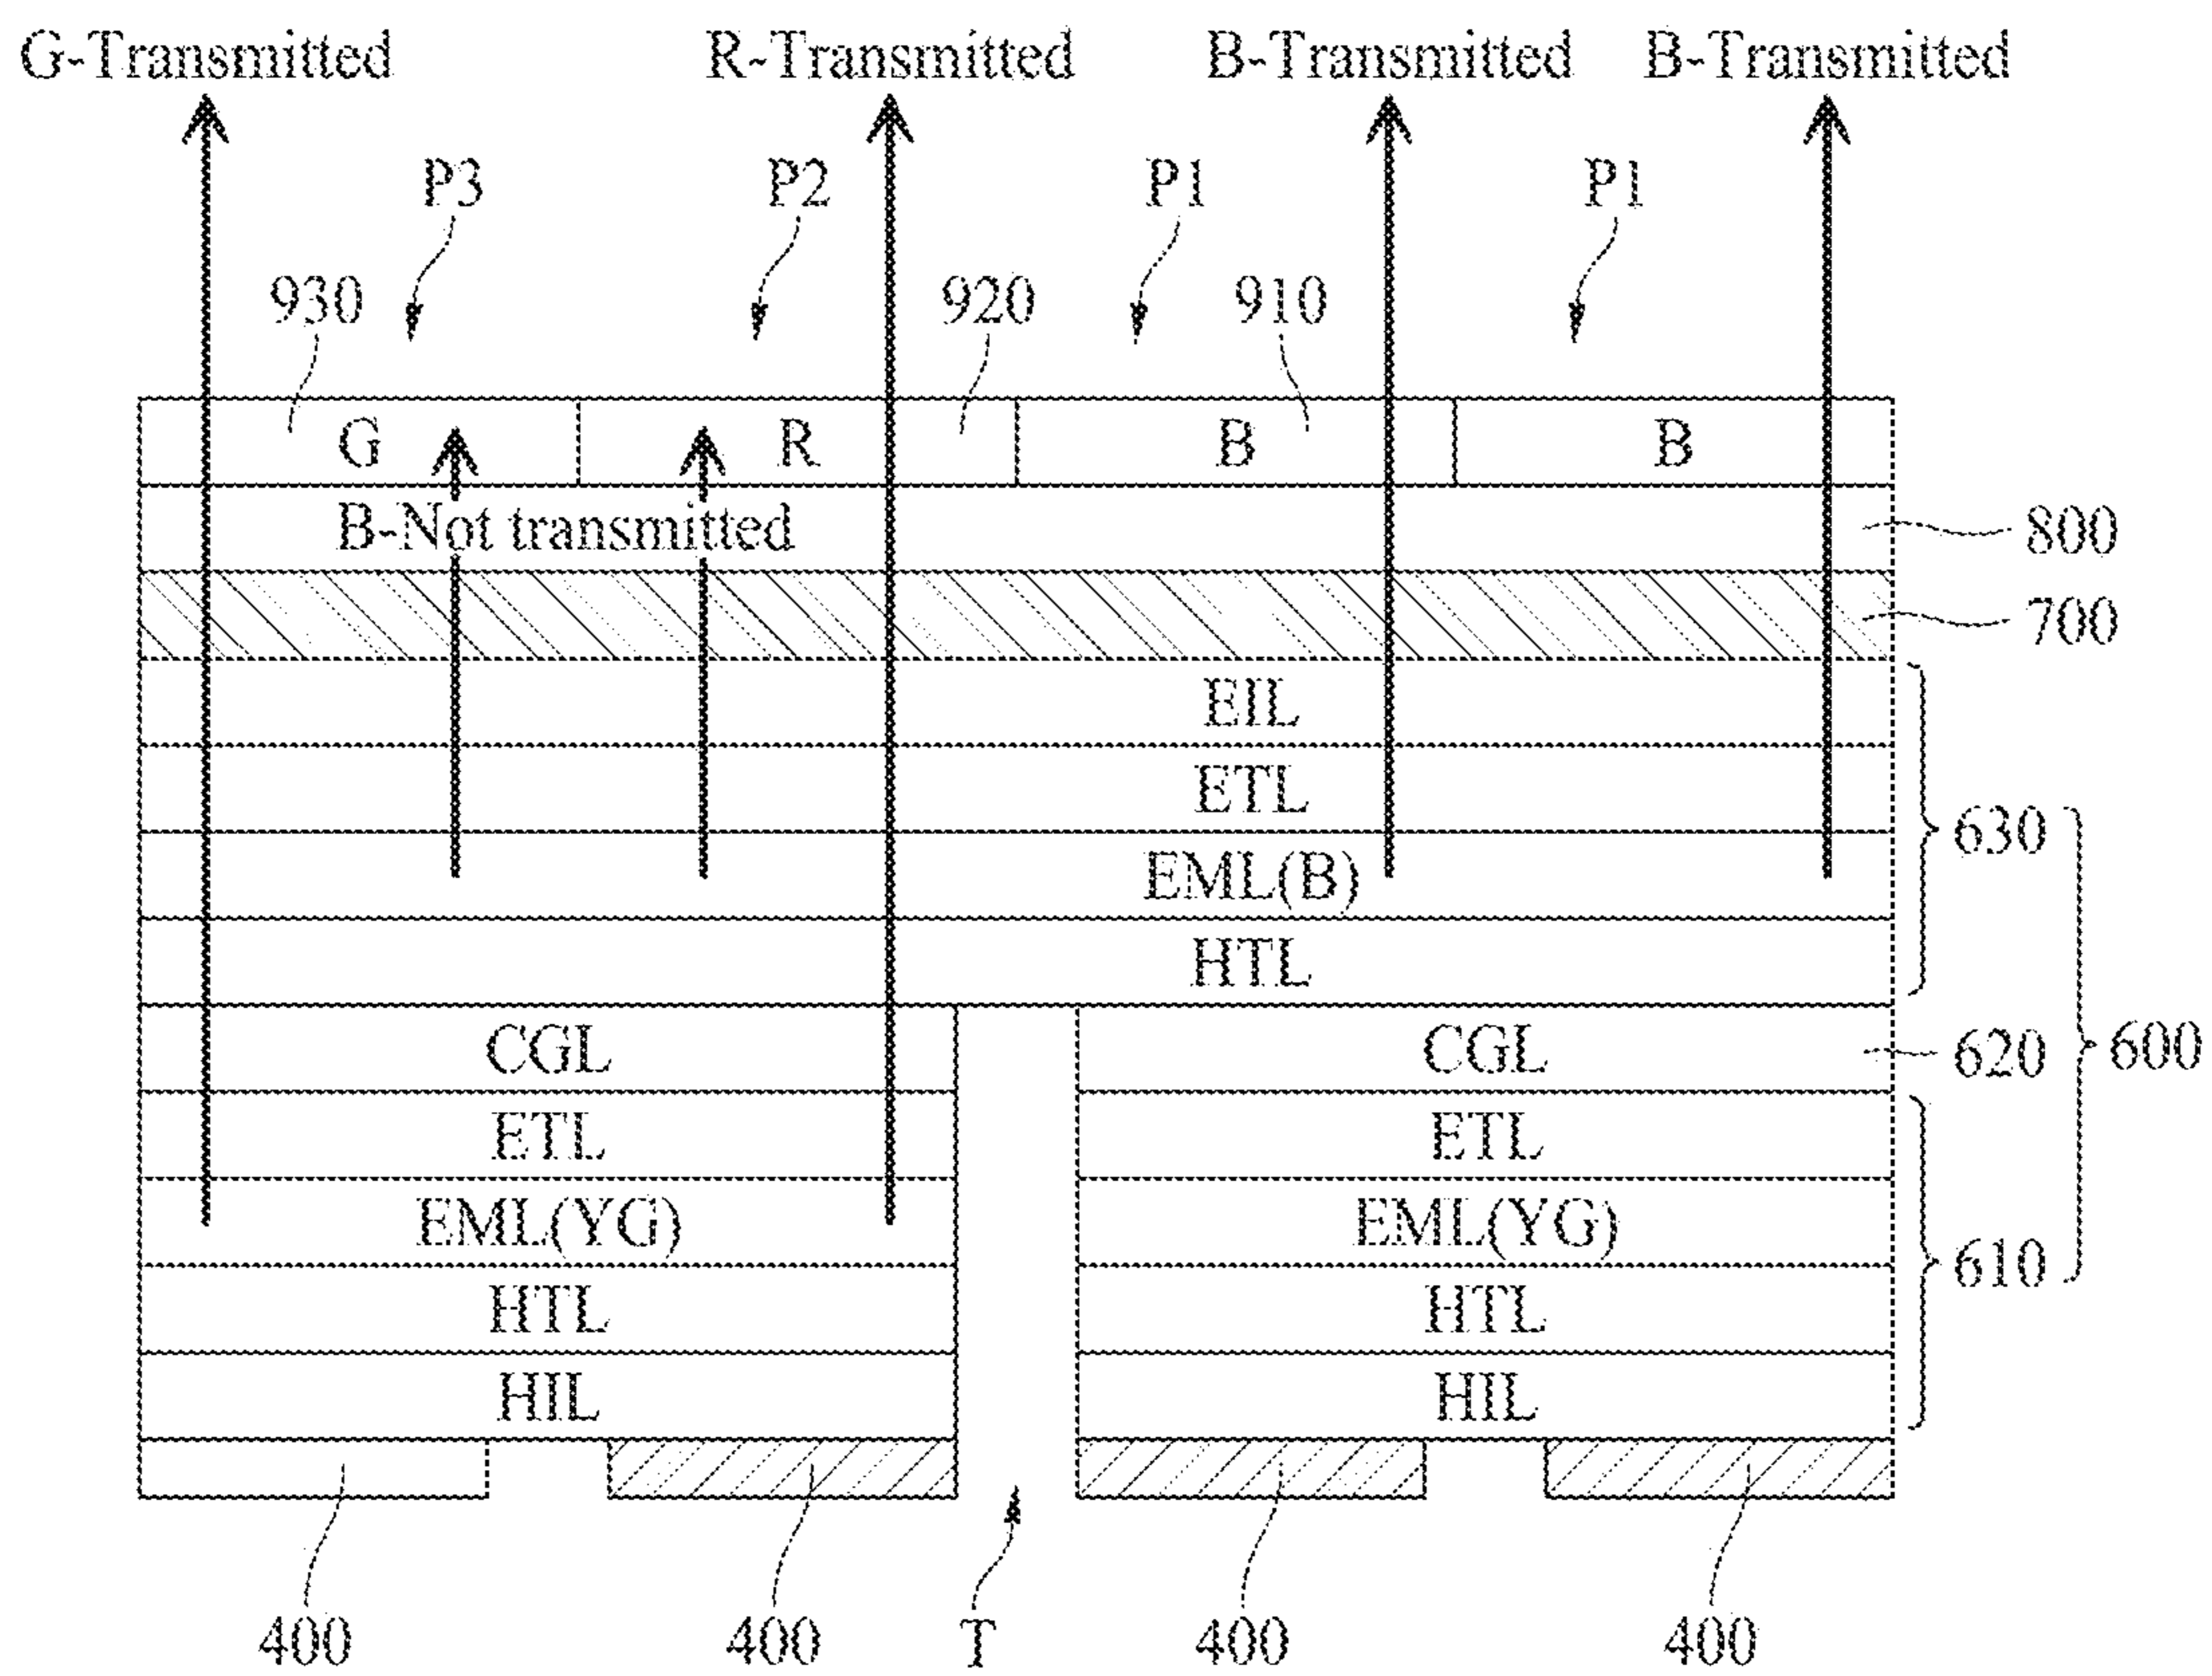 G-Transmitted R-Transmitted B-Transmitted B-Transmitted
P3 P2 P1 P1
930 920 910
G R B B
B-Not transmitted 800
700
EIL
ETL
630
EML(B)
HTL
CGL CGL 620 600
ETL ETL
EML(YG) EML(YG)
610
HTL HTL
HIL HIL
400 400 T 400 400